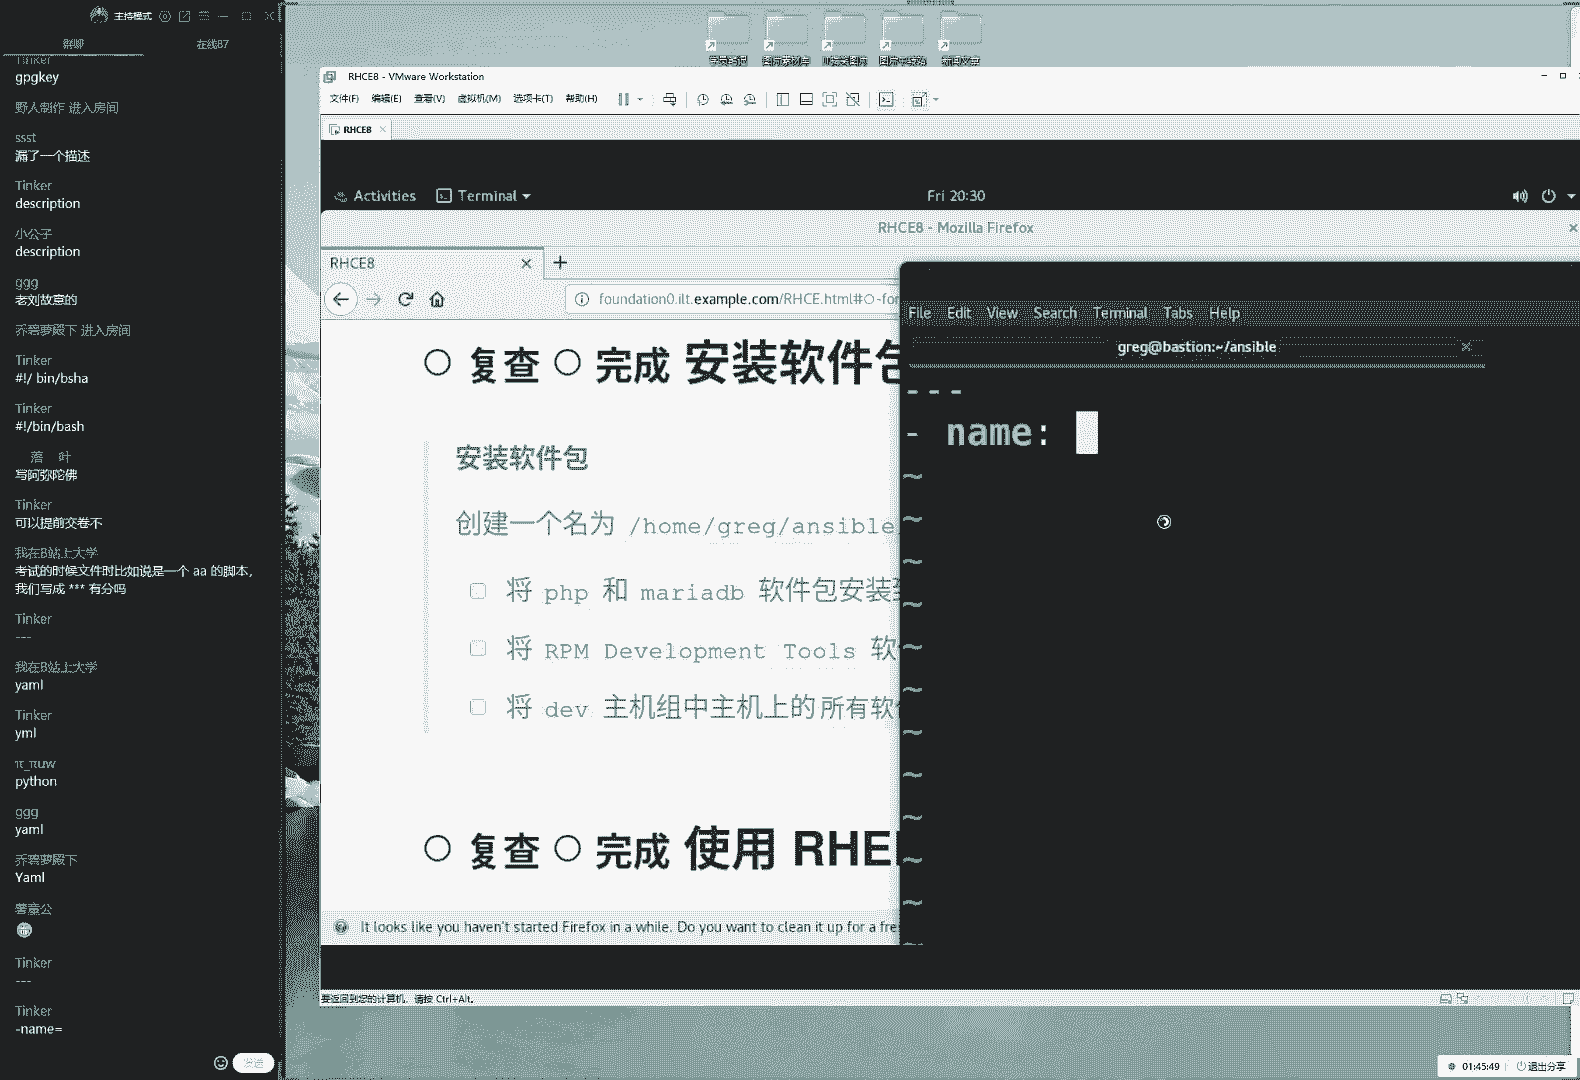 主持模式
群聊
在线87
Tinker
gpgkey
野人制作 进入房间
ssst
漏了一个描述
Tinker
description
小公子
description
ggg
老刘故意的
乔碧萝殿下 进入房间
Tinker
#!/ bin/bsha
Tinker
#!/bin/bash
落 叶
写阿弥陀佛
Tinker
可以提前交卷不
我在B站上大学
考试的时候文件时比如说是一个 aa 的脚本，
我们写成 *** 有分吗
Tinker
---
我在B站上大学
yaml
Tinker
yml
π_πuw
python
ggg
yaml
乔碧萝殿下
Yaml
Tinker
---
Tinker
-name=
发送
RHCE8 - VMware Workstation
文件(F) 编辑(E) 查看(V) 虚拟机(M) 选项卡(T) 帮助(H)
RHCE8
Activities Terminal Fri 20:30
RHCE8 - Mozilla Firefox
RHCE8
foundation0.ilt.example.com/RHCE.html#○-for
复查 完成 安装软件包
安装软件包
创建一个名为 /home/greg/ansible
将 php 和 mariadb 软件包安装到
将 RPM Development Tools 软
将 dev 主机组中主机上的所有软
复查 完成 使用 RHE
It looks like you haven't started Firefox in a while. Do you want to clean it up for a fre
File Edit View Search Terminal Tabs Help
greg@bastion:~/ansible
---
- name:
~
~
~
~
~
~
~
~
~
~
~
~
要返回到您的计算机，请按 Ctrl+Alt。
01:45:49 退出分享